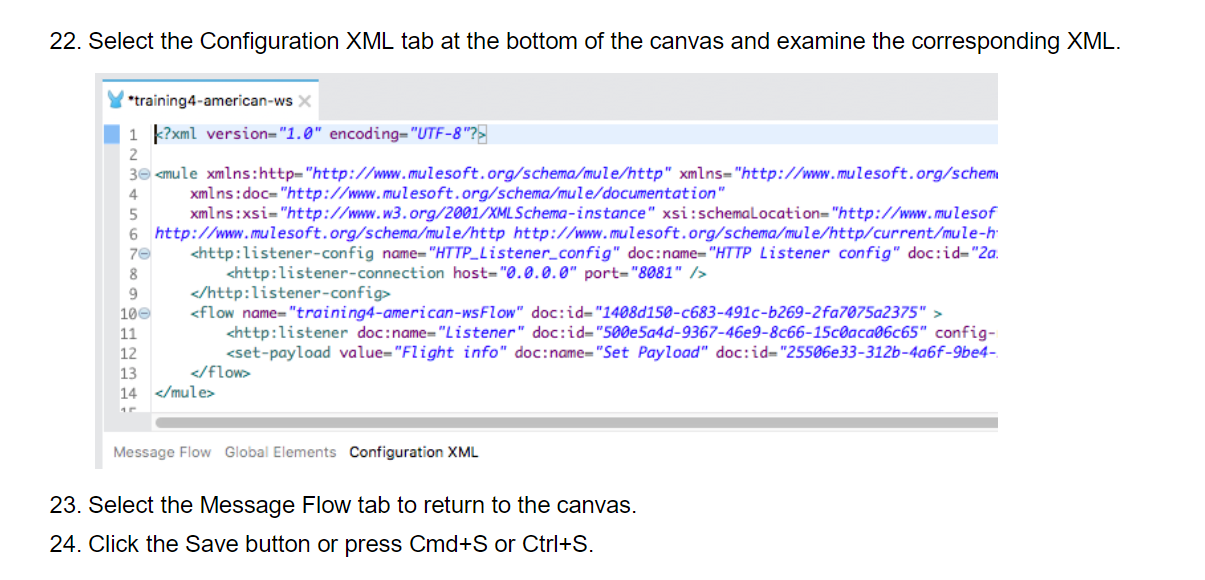 22. Select the Configuration XML tab at the bottom of the canvas and examine the corresponding XML.
*training4-american-ws
1 <?xml version="1.0" encoding="UTF-8"?>
2
3 <mule xmlns:http="http://www.mulesoft.org/schema/mule/http" xmlns="http://www.mulesoft.org/schem
4 xmlns:doc="http://www.mulesoft.org/schema/mule/documentation"
5 xmlns:xsi="http://www.w3.org/2001/XMLSchema-instance" xsi:schemaLocation="http://www.mulesof
6 http://www.mulesoft.org/schema/mule/http http://www.mulesoft.org/schema/mule/http/current/mule-h
7 <http:listener-config name="HTTP_Listener_config" doc:name="HTTP Listener config" doc:id="2a
8 <http:listener-connection host="0.0.0.0" port="8081" />
9 </http:listener-config>
10 <flow name="training4-american-wsFlow" doc:id="1408d150-c683-491c-b269-2fa7075a2375" >
11 <http:listener doc:name="Listener" doc:id="500e5a4d-9367-46e9-8c66-15c0aca06c65" config-
12 <set-payload value="Flight info" doc:name="Set Payload" doc:id="25506e33-312b-4a6f-9be4-
13 </flow>
14 </mule>
15
Message Flow Global Elements Configuration XML
23. Select the Message Flow tab to return to the canvas.
24. Click the Save button or press Cmd+S or Ctrl+S.